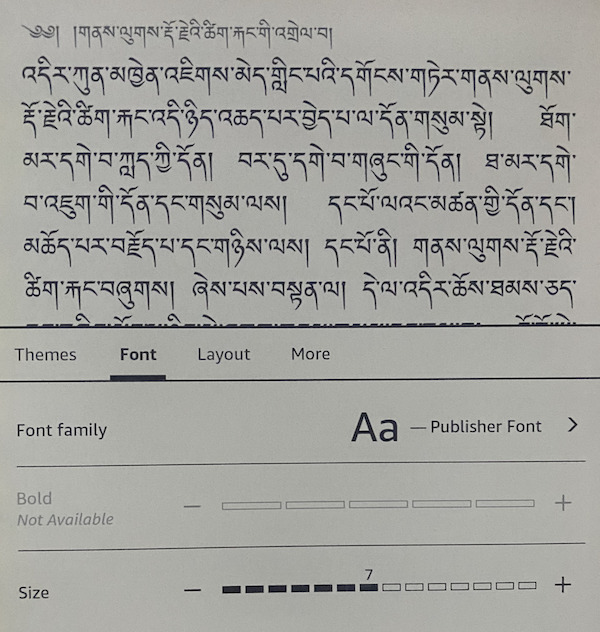 ༄༅། །གནས་ལུགས་རྡོ་རྗེའི་ཚིག་རྐང་གི་འགྲེལ་བ།
འདིར་ཀུན་མཁྱེན་འཇིགས་མེད་གླིང་པའི་དགོངས་གཏེར་གནས་ལུགས་
རྡོ་རྗེའི་ཚིག་རྐང་འདི་ཉིད་འཆད་པར་བྱེད་པ་ལ་དོན་གསུམ་སྟེ། ཐོག་
མར་དགེ་བ་ཀླད་ཀྱི་དོན། བར་དུ་དགེ་བ་གཞུང་གི་དོན། ཐ་མར་དགེ་
བ་འཇུག་གི་དོན་དང་གསུམ་ལས། དང་པོ་ལའང་མཚན་གྱི་དོན་དང་།
མཆོད་པར་བརྗོད་པ་དང་གཉིས་ལས། དང་པོ་ནི། གནས་ལུགས་རྡོ་རྗེའི་
ཚིག་རྐང་བཞུགས། ཞེས་པས་བསྟན་ལ། དེ་ལ་འདིར་ཆོས་ཐམས་ཅད་
Themes Font Layout More
Font family Aa — Publisher Font >
Bold
Not Available − +
7
Size − +